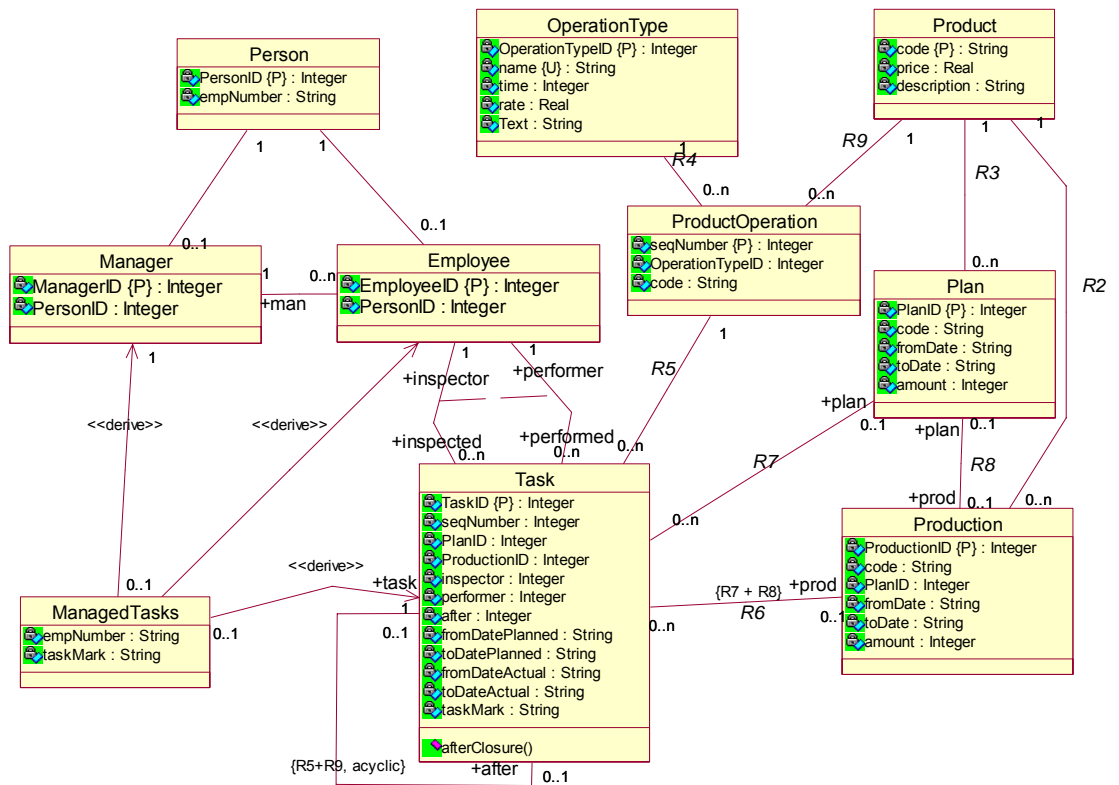 Person
PersonID {P} : Integer
empNumber : String
OperationType
OperationTypeID {P} : Integer
name {U} : String
time : Integer
rate : Real
Text : String
Product
code {P} : String
price : Real
description : String
1
1
1
R4
1
R9
1
R3
1
R2
0..1
0..1
0..n
0..n
0..n
Manager
ManagerID {P} : Integer
PersonID : Integer
1
+man
0..n
Employee
EmployeeID {P} : Integer
PersonID : Integer
ProductOperation
seqNumber {P} : Integer
OperationTypeID : Integer
code : String
Plan
PlanID {P} : Integer
code : String
fromDate : String
toDate : String
amount : Integer
1
1
1
1
+inspector
+performer
R5
<<derive>>
<<derive>>
+inspected
0..n
+performed
0..n
0..n
+plan
0..1
R7
+plan
0..1
R8
+prod
0..1
0..n
0..n
Task
TaskID {P} : Integer
seqNumber : Integer
PlanID : Integer
ProductionID : Integer
inspector : Integer
performer : Integer
after : Integer
fromDatePlanned : String
toDatePlanned : String
fromDateActual : String
toDateActual : String
taskMark : String
afterClosure()
Production
ProductionID {P} : Integer
code : String
PlanID : Integer
fromDate : String
toDate : String
amount : Integer
{R7 + R8}
R6
+prod
0..1
0..n
0..1
ManagedTasks
empNumber : String
taskMark : String
0..1
<<derive>>
+task
1
0..1
{R5+R9, acyclic}
+after
0..1